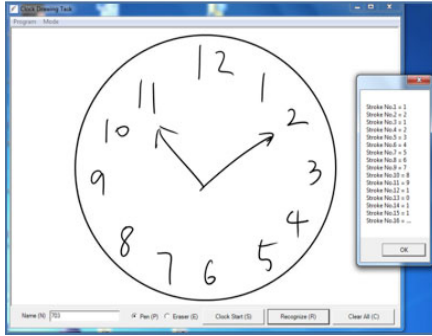 Clock Drawing Task
Program Mode
12
11
1
10
2
9
3
8
4
7
6
5
Stroke No.1 = 1
Stroke No.2 = 2
Stroke No.3 = 1
Stroke No.4 = 2
Stroke No.5 = 3
Stroke No.6 = 4
Stroke No.7 = 5
Stroke No.8 = 6
Stroke No.9 = 7
Stroke No.10 = 8
Stroke No.11 = 9
Stroke No.12 = 1
Stroke No.13 = 0
Stroke No.14 = 1
Stroke No.15 = 1
Stroke No.16 = ...
OK
Name (N) 703 Pen (P) Eraser (E) Clock Start (S) Recognize (R) Clear All (C)